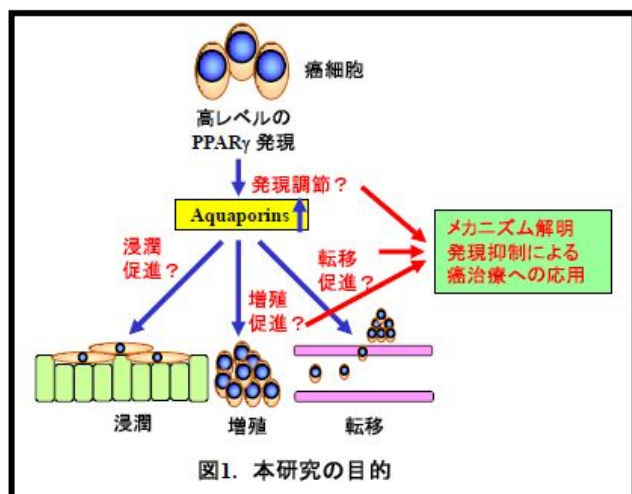 癌細胞
高レベルの
PPARγ 発現
発現調節?
Aquaporins
浸潤
促進?
転移
促進?
増殖
促進?
メカニズム解明
発現抑制による
癌治療への応用
浸潤
増殖
転移
図1. 本研究の目的